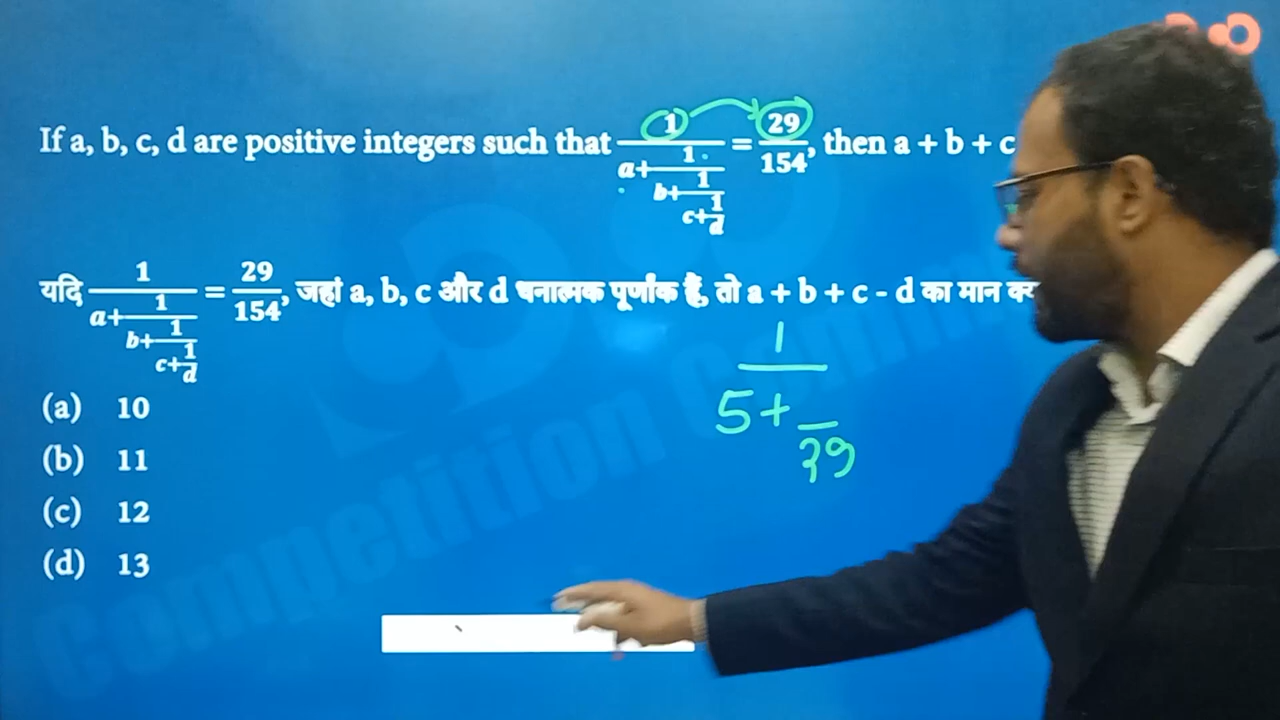 If a, b, c, d are positive integers such that 1/(a+1/(b+1/(c+1/d))) = 29/154, then a + b + c
यदि 1/(a+1/(b+1/(c+1/d))) = 29/154, जहां a, b, c और d धनात्मक पूर्णांक हैं, तो a + b + c - d का मान
1
5 +
29
(a) 10
(b) 11
(c) 12
(d) 13
Competition